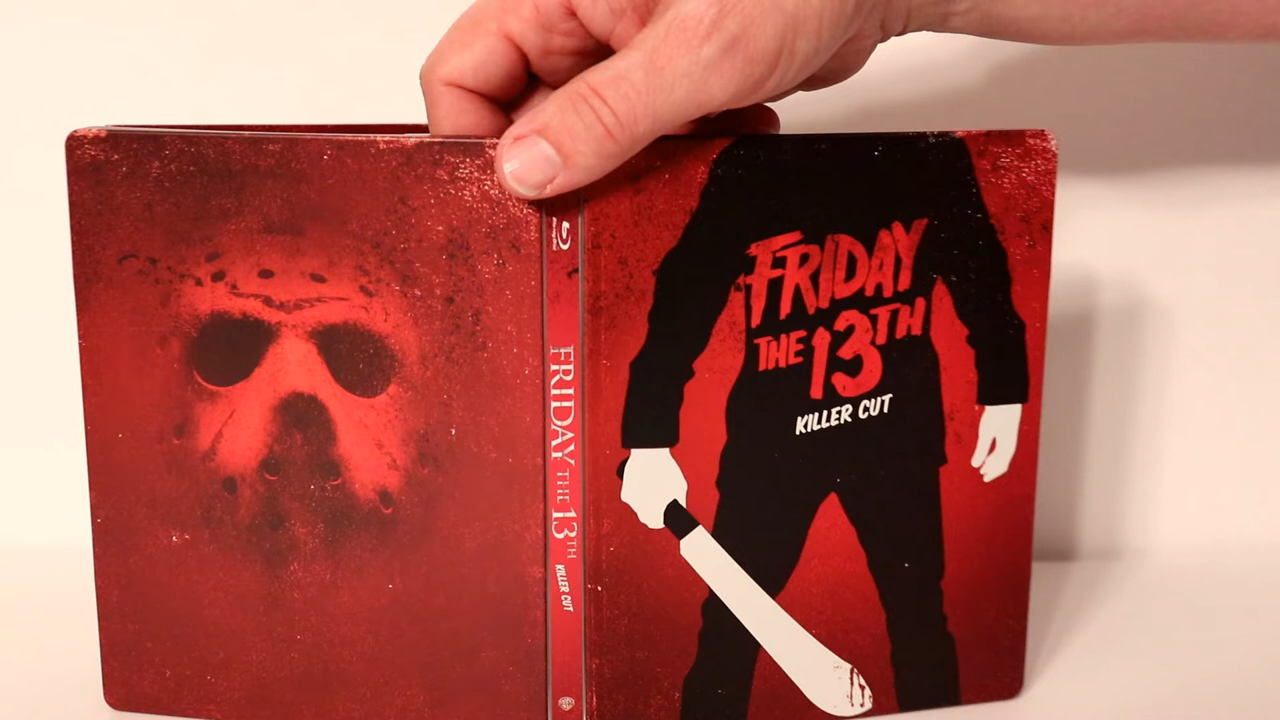 FRIDAY THE 13TH KILLER CUT
FRIDAY
THE 13TH
KILLER CUT